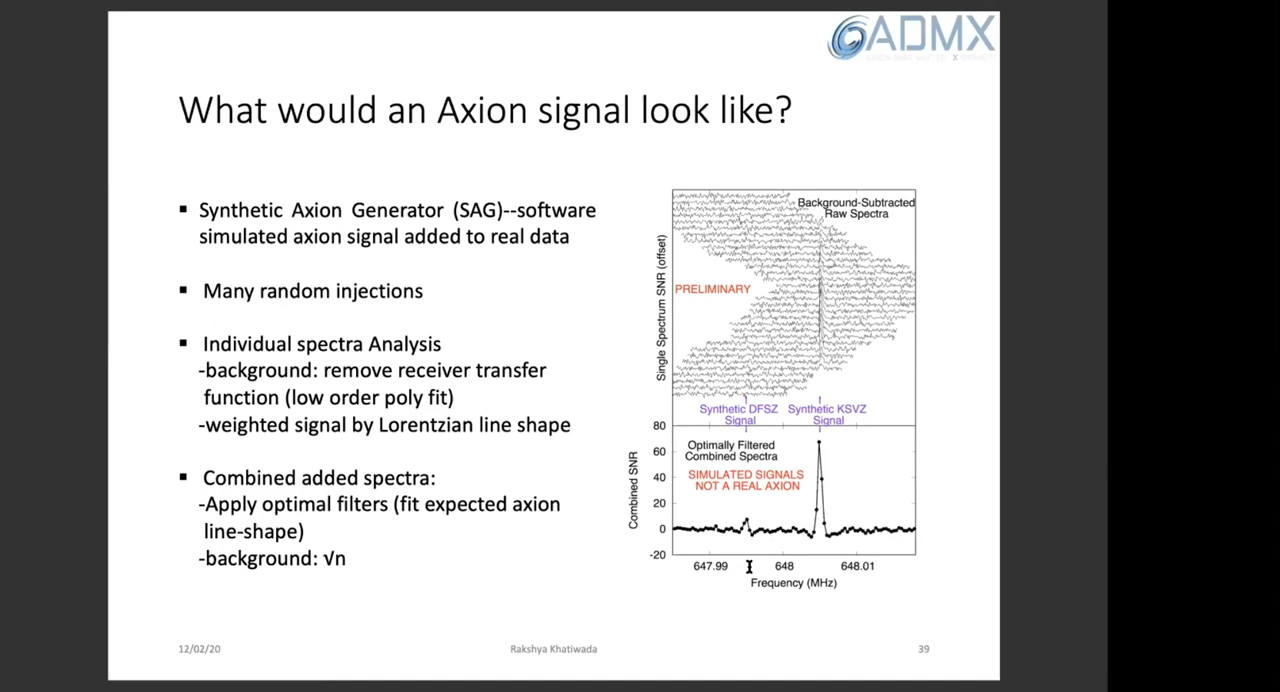 ADMX
What would an Axion signal look like?
▪ Synthetic Axion Generator (SAG)--software
simulated axion signal added to real data
▪ Many random injections
▪ Individual spectra Analysis
-background: remove receiver transfer
function (low order poly fit)
-weighted signal by Lorentzian line shape
▪ Combined added spectra:
-Apply optimal filters (fit expected axion
line-shape)
-background: √n
Background-Subtracted
Raw Spectra
Single Spectrum SNR (offset)
PRELIMINARY
Synthetic DFSZ
Signal
Synthetic KSVZ
Signal
80
60
40
20
0
-20
Combined SNR
Optimally Filtered
Combined Spectra
SIMULATED SIGNALS
NOT A REAL AXION
647.99
648
648.01
Frequency (MHz)
12/02/20
Rakshya Khatiwada
39